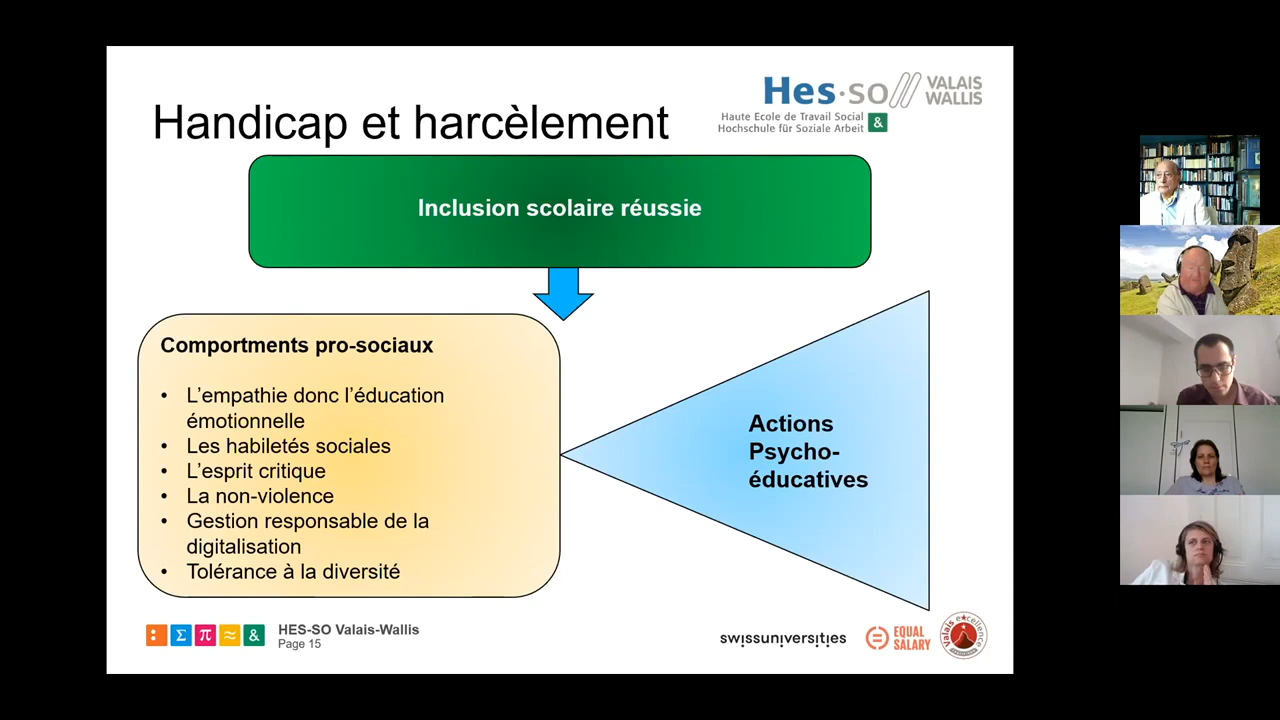 Handicap et harcèlement
Hes·so VALAIS
WALLIS
Haute Ecole de Travail Social
Hochschule für Soziale Arbeit &
Inclusion scolaire réussie
Comportments pro-sociaux
• L’empathie donc l’éducation
émotionnelle
• Les habiletés sociales
• L’esprit critique
• La non-violence
• Gestion responsable de la
digitalisation
• Tolérance à la diversité
Actions
Psycho-
éducatives
: Σ π ≈ &
HES-SO Valais-Wallis
Page 15
swissuniversities
EQUAL
SALARY
Valais excellence